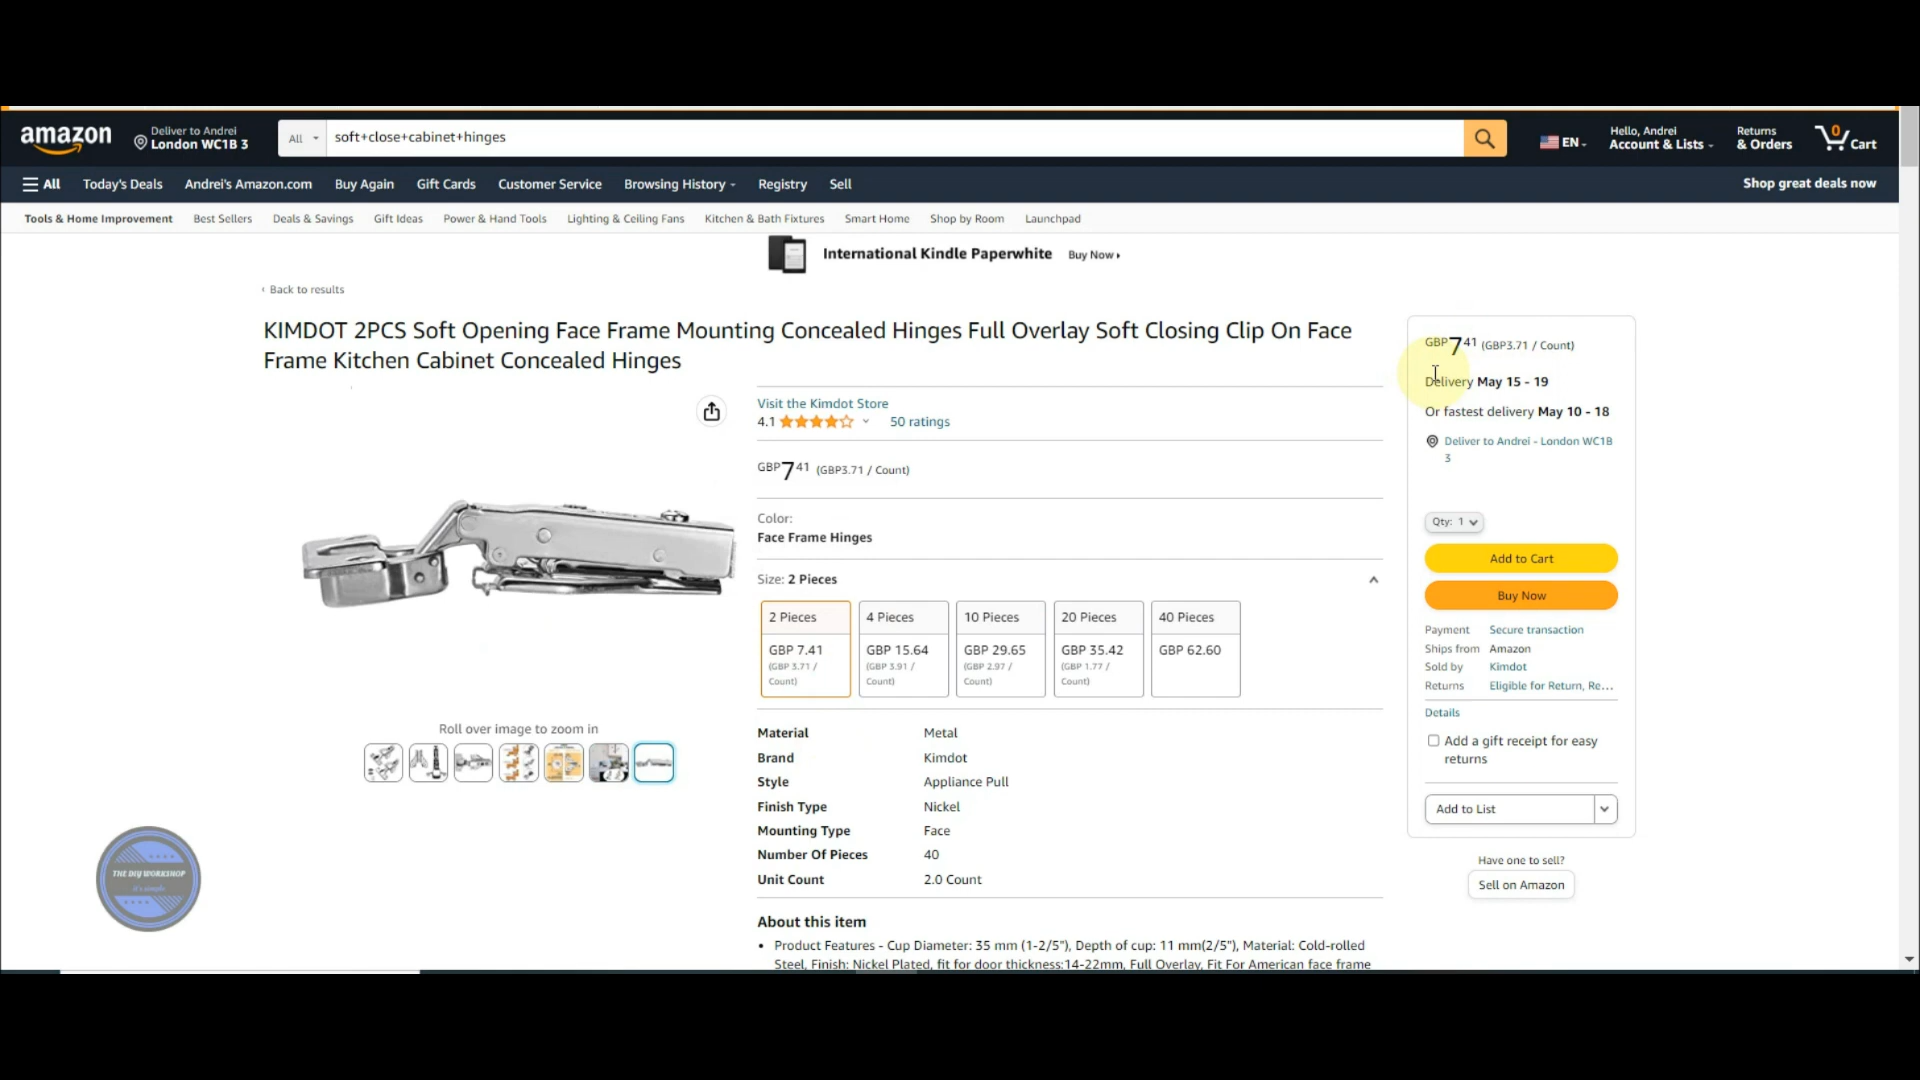 amazon
Deliver to Andrei
London WC1B 3
All
soft+close+cabinet+hinges
EN
Hello, Andrei
Account & Lists
Returns
& Orders
0
Cart
All
Today's Deals
Andrei's Amazon.com
Buy Again
Gift Cards
Customer Service
Browsing History
Registry
Sell
Shop great deals now
Tools & Home Improvement
Best Sellers
Deals & Savings
Gift Ideas
Power & Hand Tools
Lighting & Ceiling Fans
Kitchen & Bath Fixtures
Smart Home
Shop by Room
Launchpad
International Kindle Paperwhite
Buy Now
‹ Back to results
KIMDOT 2PCS Soft Opening Face Frame Mounting Concealed Hinges Full Overlay Soft Closing Clip On Face
Frame Kitchen Cabinet Concealed Hinges
Visit the Kimdot Store
4.1
50 ratings
GBP7 41 (GBP3.71 / Count)
Color:
Face Frame Hinges
Size: 2 Pieces
2 Pieces
GBP 7.41
(GBP 3.71 /
Count)
4 Pieces
GBP 15.64
(GBP 3.91 /
Count)
10 Pieces
GBP 29.65
(GBP 2.97 /
Count)
20 Pieces
GBP 35.42
(GBP 1.77 /
Count)
40 Pieces
GBP 62.60
Roll over image to zoom in
Material Metal
Brand Kimdot
Style Appliance Pull
Finish Type Nickel
Mounting Type Face
Number Of Pieces 40
Unit Count 2.0 Count
About this item
• Product Features - Cup Diameter: 35 mm (1-2/5"), Depth of cup: 11 mm(2/5"), Material: Cold-rolled
Steel, Finish: Nickel Plated, fit for door thickness:14-22mm, Full Overlay, Fit For American face frame
GBP7 41 (GBP3.71 / Count)
Delivery May 15 - 19
Or fastest delivery May 10 - 18
Deliver to Andrei - London WC1B
3
Qty: 1
Add to Cart
Buy Now
Payment Secure transaction
Ships from Amazon
Sold by Kimdot
Returns Eligible for Return, Re...
Details
Add a gift receipt for easy
returns
Add to List
Have one to sell?
Sell on Amazon
THE DIY WORKSHOP
it's simple